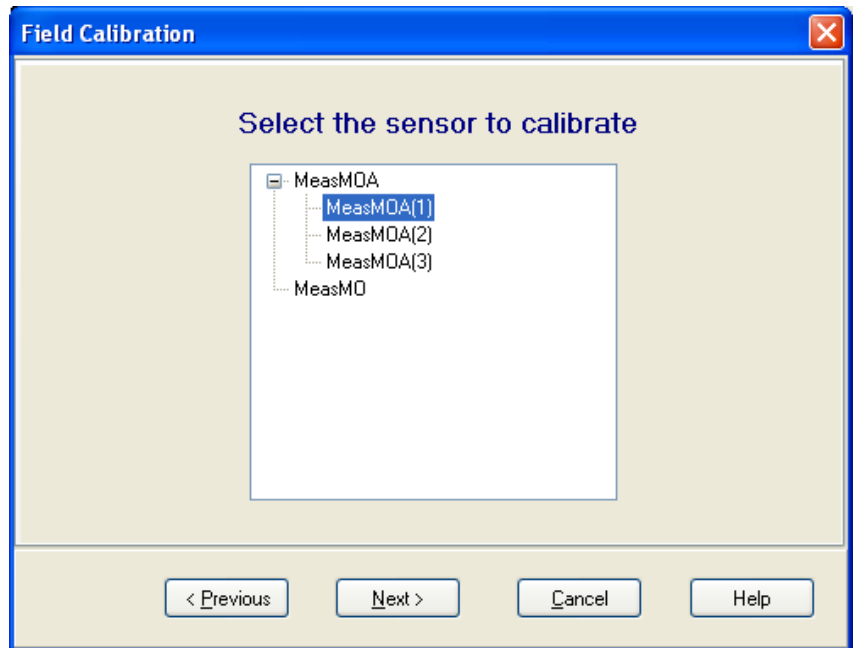 Field Calibration
Select the sensor to calibrate
MeasMOA
MeasMOA(1)
MeasMOA(2)
MeasMOA(3)
MeasMO
< Previous Next > Cancel Help